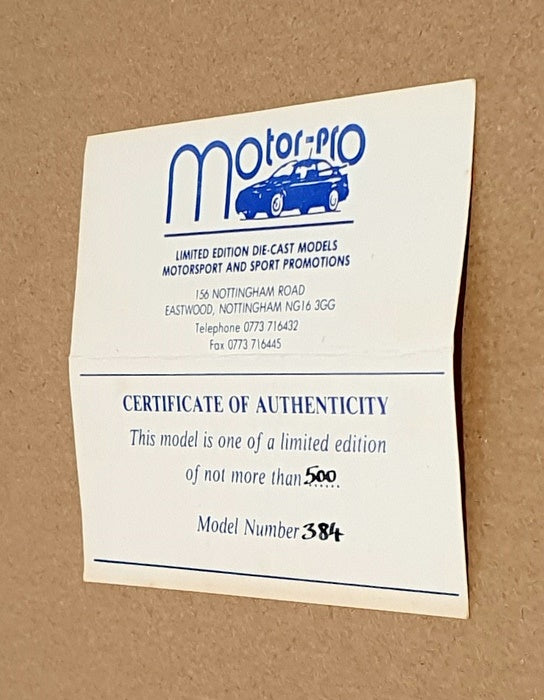 Motor-Pro
LIMITED EDITION DIE-CAST MODELS
MOTORSPORT AND SPORT PROMOTIONS
156 NOTTINGHAM ROAD
EASTWOOD, NOTTINGHAM NG16 3GG
Telephone 0773 716432
Fax 0773 716445
CERTIFICATE OF AUTHENTICITY
This model is one of a limited edition
of not more than 500.
Model Number 384